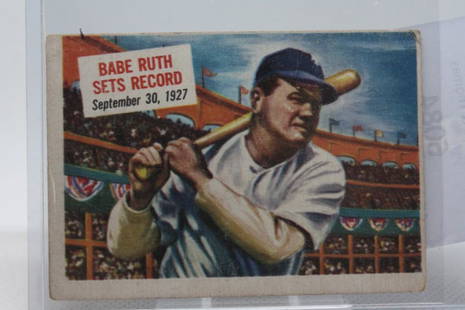 BABE RUTH
SETS RECORD
September 30, 1927